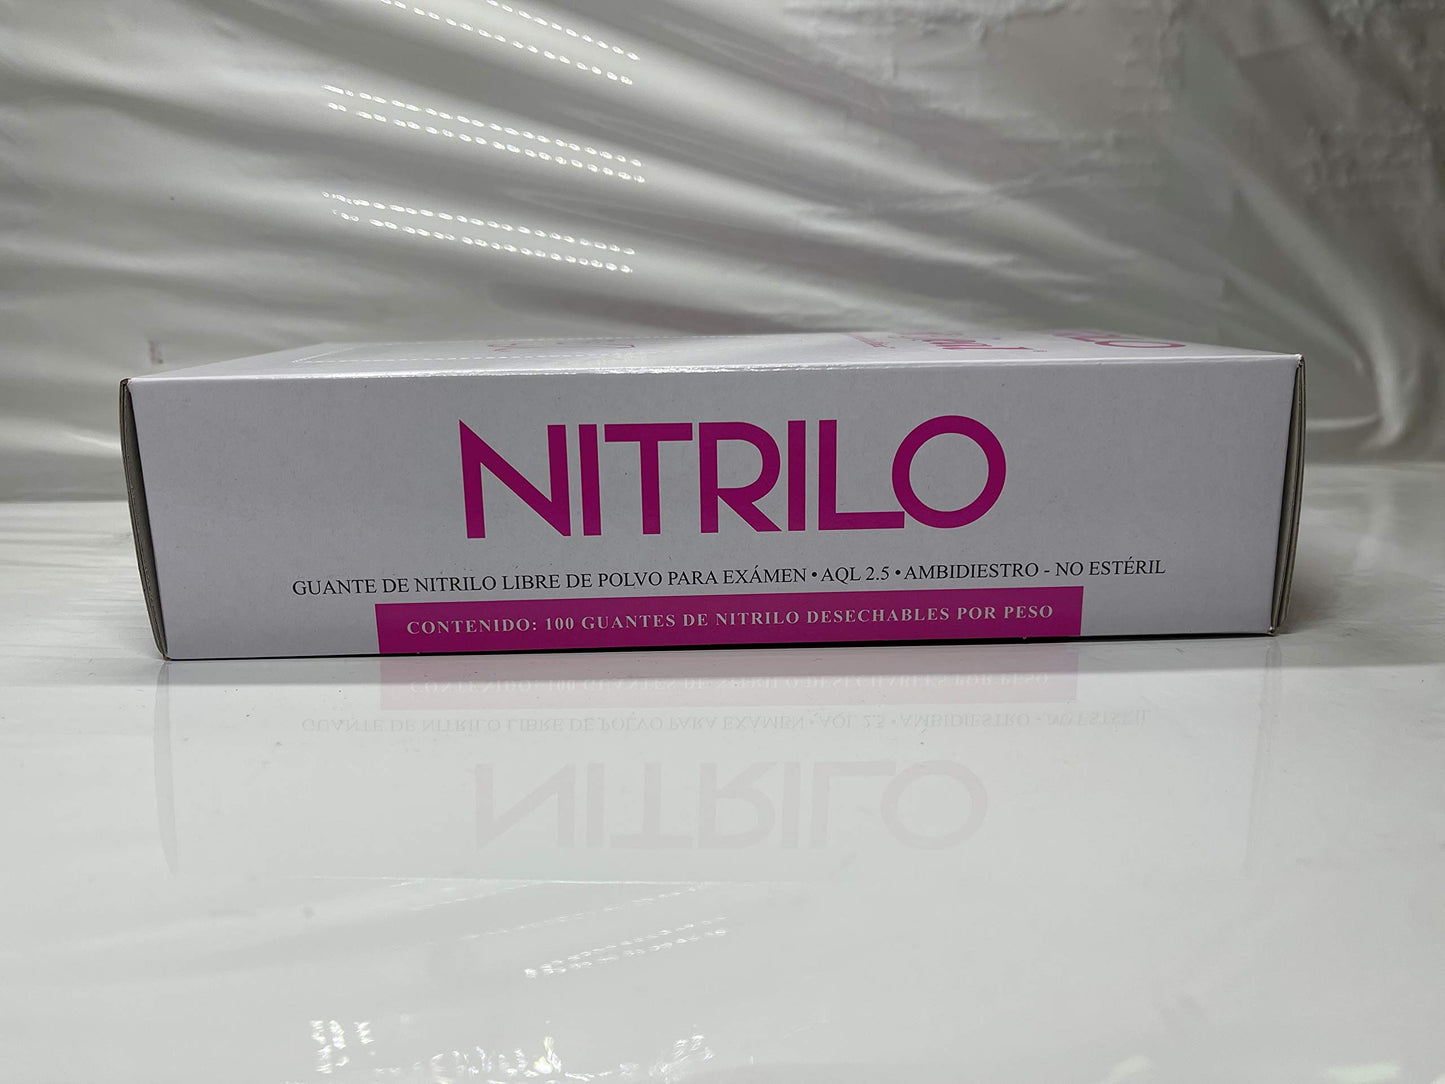 NITRILO
GUANTE DE NITRILO LIBRE DE POLVO PARA EXÁMEN • AQL 2.5 • AMBIDIESTRO - NO ESTÉRIL
CONTENIDO: 100 GUANTES DE NITRILO DESECHABLES POR PESO